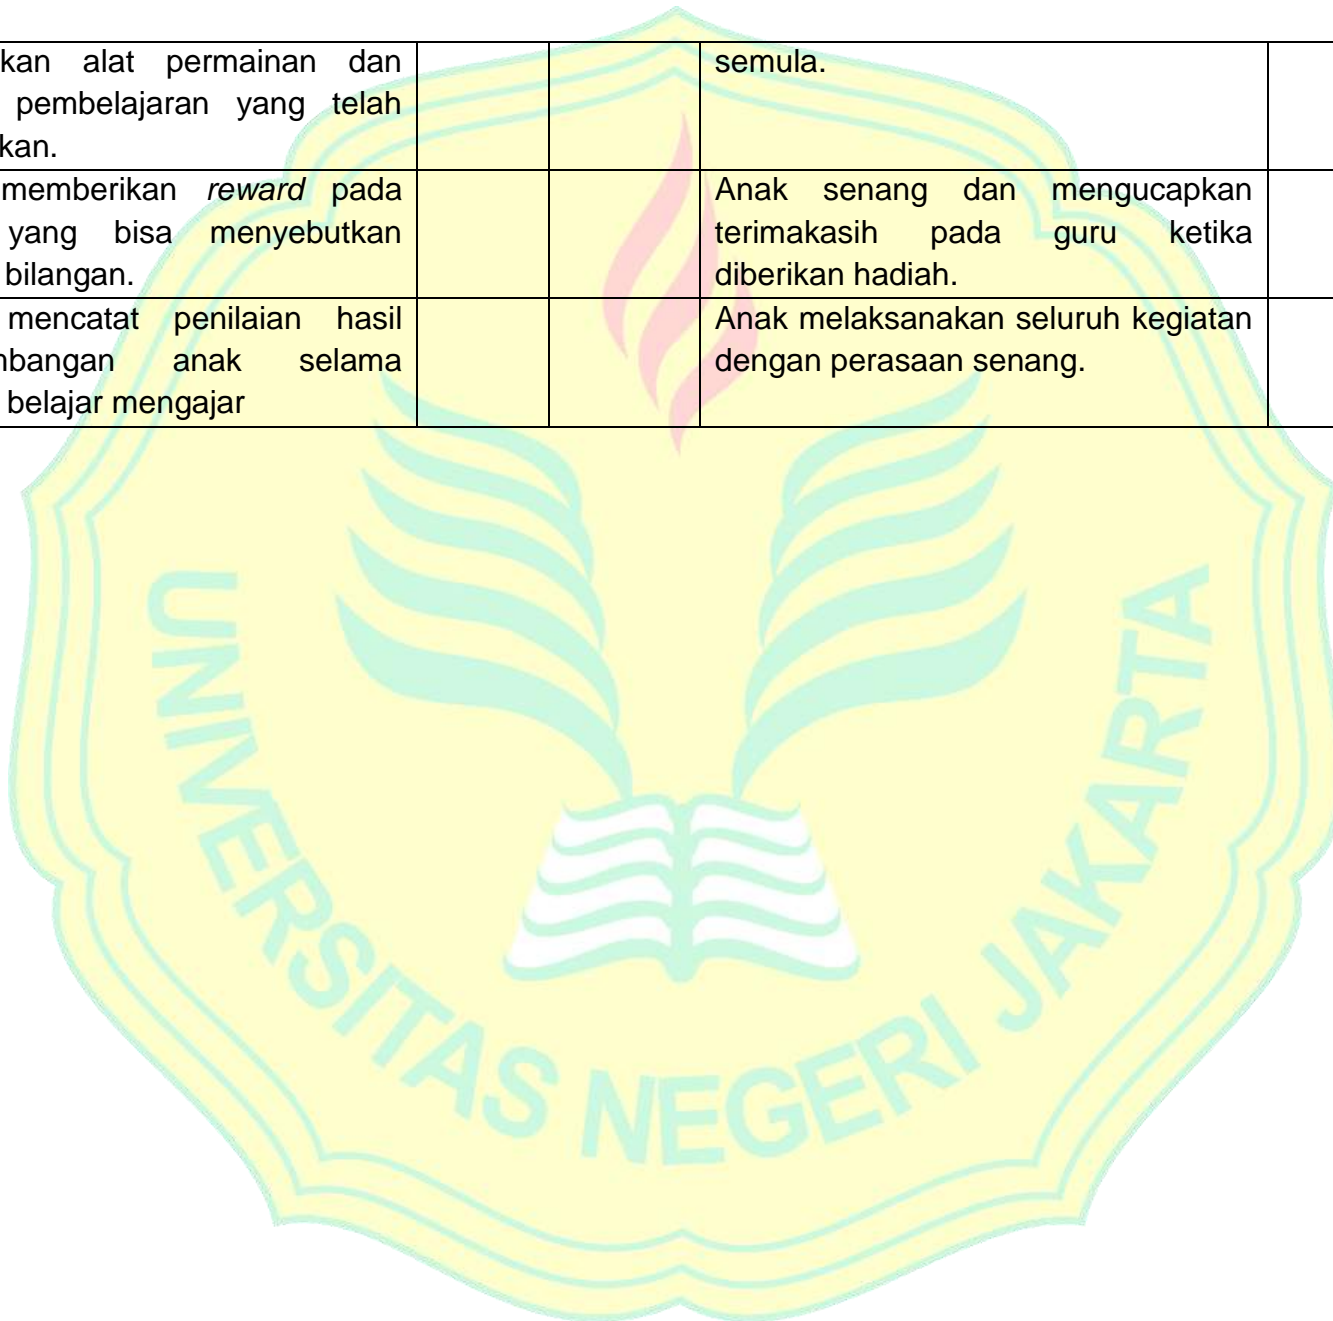 kan alat permainan dan
pembelajaran yang telah
kan.
semula.
memberikan reward pada
yang bisa menyebutkan
bilangan.
Anak senang dan mengucapkan
terimakasih pada guru ketika
diberikan hadiah.
mencatat penilaian hasil
mbangan anak selama
belajar mengajar
Anak melaksanakan seluruh kegiatan
dengan perasaan senang.
UNIVERSITAS NEGERI JAKARTA